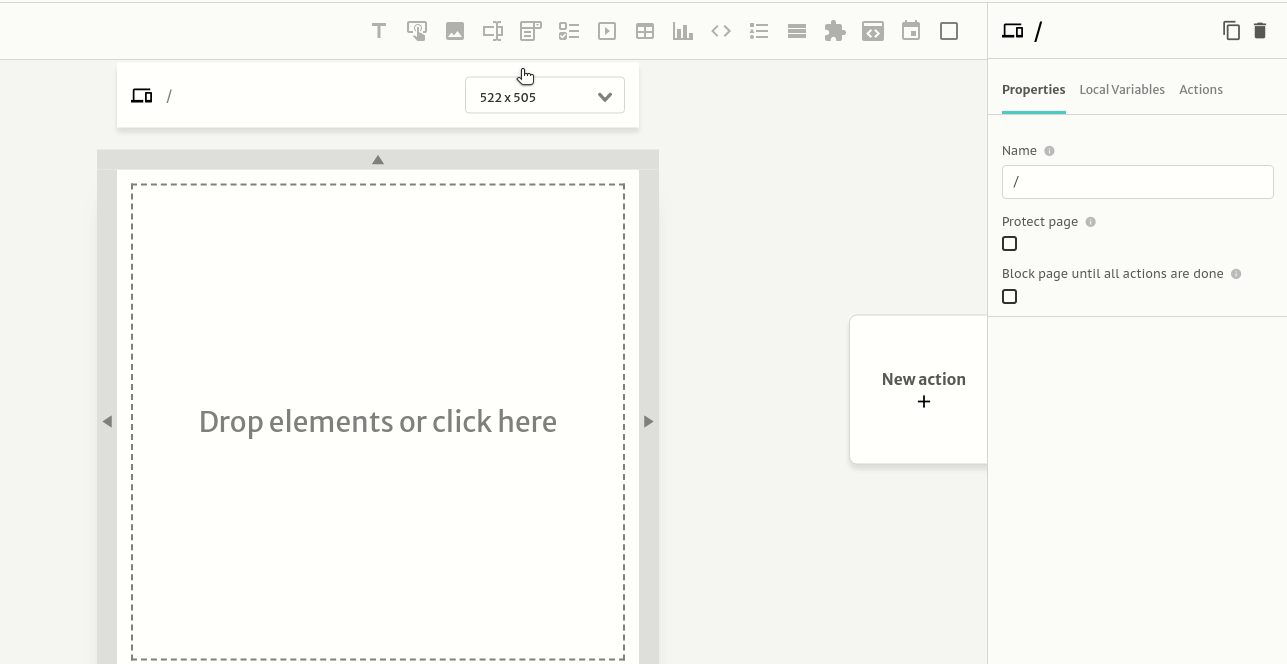 /
/
522 x 505
Drop elements or click here
New action
+
Properties Local Variables Actions
Name
/
Protect page
Block page until all actions are done